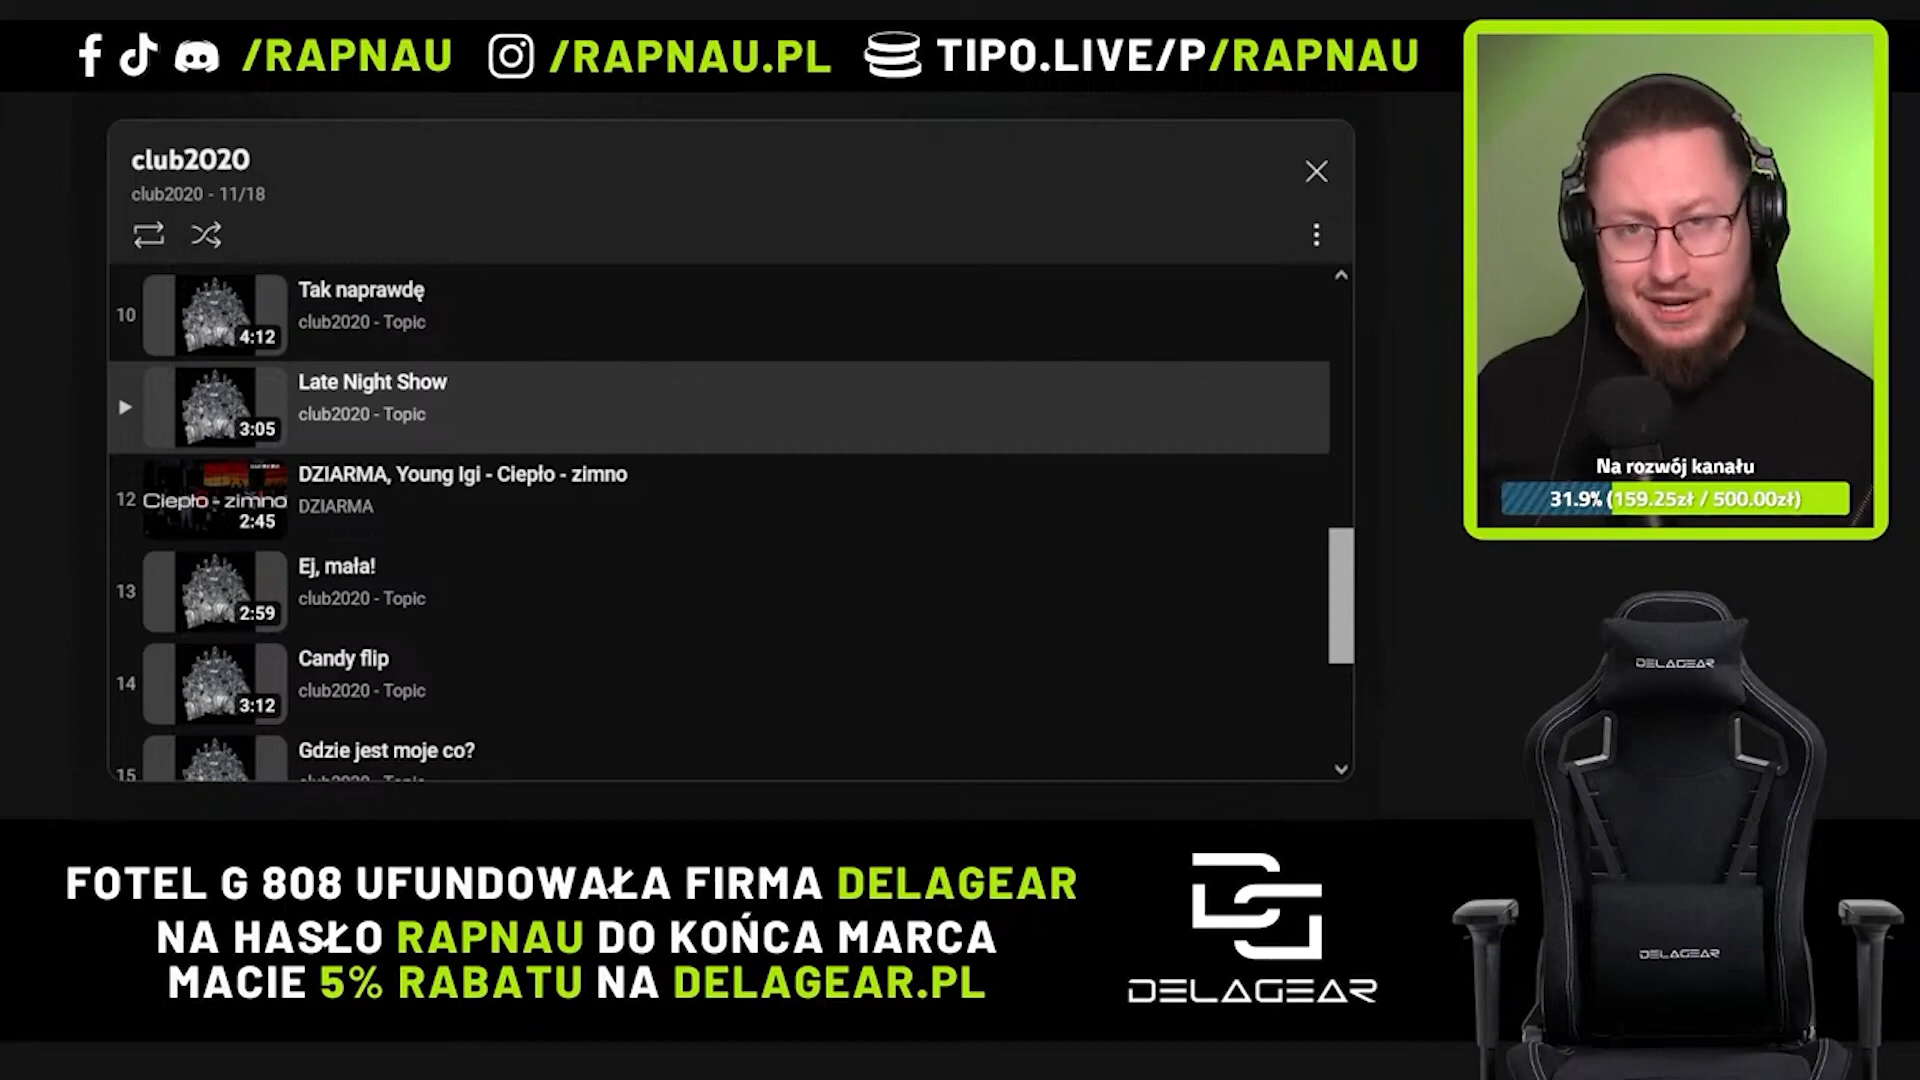 /RAPNAU
/RAPNAU.PL
TIPO.LIVE/P/RAPNAU
club2020
club2020 - 11/18
10
4:12
Tak naprawdę
club2020 - Topic
3:05
Late Night Show
club2020 - Topic
12
Ciepło - zimno
2:45
DZIARMA, Young Igi - Ciepło - zimno
DZIARMA
13
2:59
Ej, mała!
club2020 - Topic
14
3:12
Candy flip
club2020 - Topic
15
Gdzie jest moje co?
club2020 - Topic
Na rozwój kanału
31.9% (159.25zł / 500.00zł)
DELAGEAR
DELAGEAR
FOTEL G 808 UFUNDOWAŁA FIRMA DELAGEAR
NA HASŁO RAPNAU DO KOŃCA MARCA
MACIE 5% RABATU NA DELAGEAR.PL
DELAGEAR